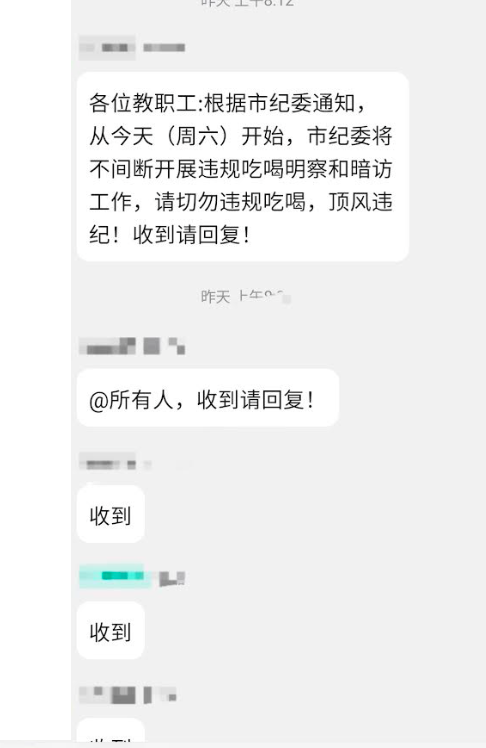 昨天 上午8:12
各位教职工:根据市纪委通知，
从今天（周六）开始，市纪委将
不间断开展违规吃喝明察和暗访
工作，请切勿违规吃喝，顶风违
纪！收到请回复！
昨天 上午
@所有人，收到请回复！
收到
收到
收到